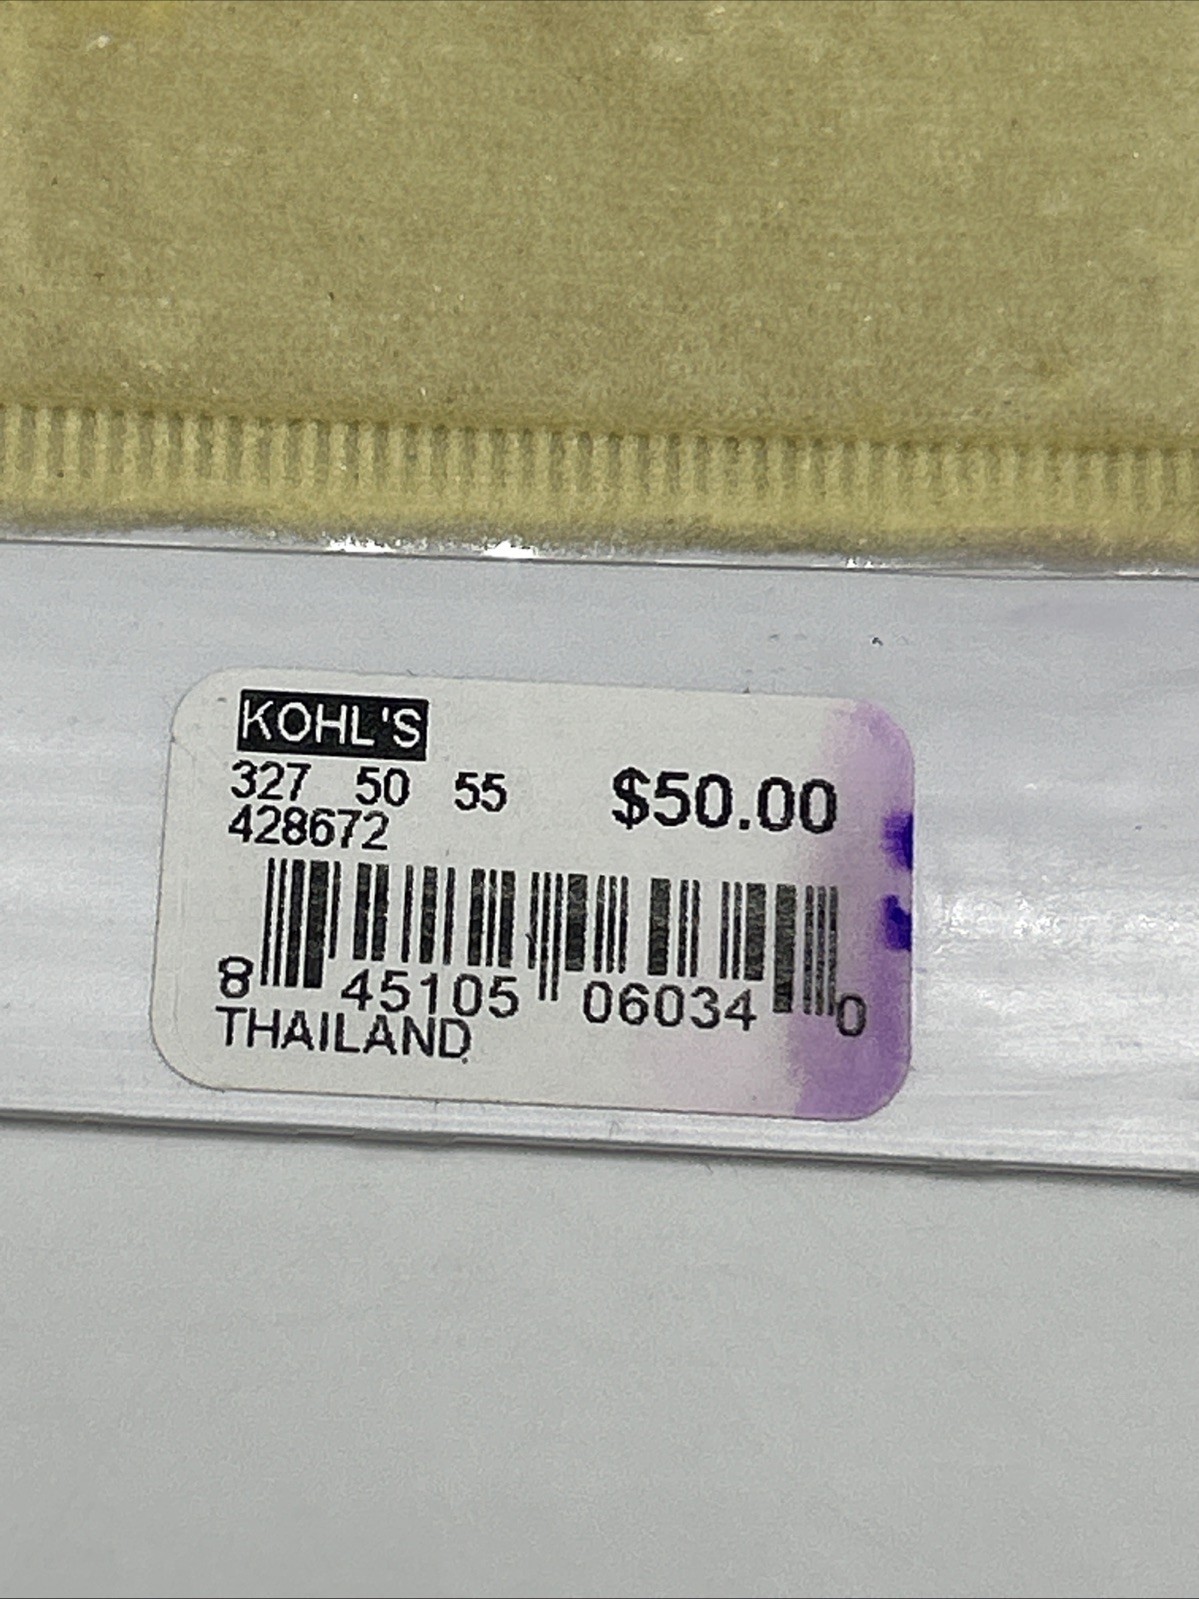 KOHL'S
327 50 55 $50.00
428672
8 45105 06034 0
THAILAND